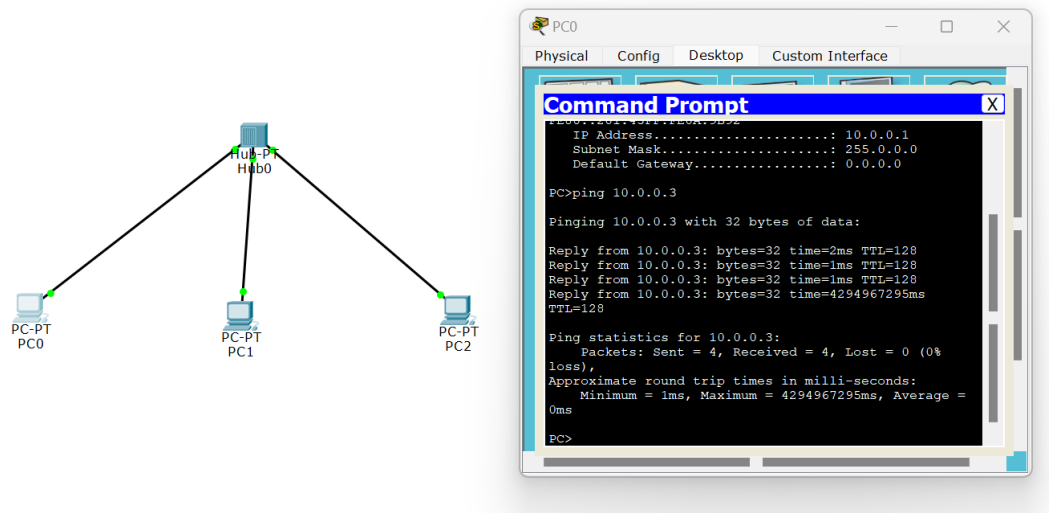 Hub-PT
Hub0
PC-PT
PC0
PC-PT
PC1
PC-PT
PC2
PC0
Physical Config Desktop Custom Interface
Command Prompt
X
IP Address......................: 10.0.0.1
Subnet Mask.....................: 255.0.0.0
Default Gateway.................: 0.0.0.0
PC>ping 10.0.0.3
Pinging 10.0.0.3 with 32 bytes of data:
Reply from 10.0.0.3: bytes=32 time=2ms TTL=128
Reply from 10.0.0.3: bytes=32 time=1ms TTL=128
Reply from 10.0.0.3: bytes=32 time=1ms TTL=128
Reply from 10.0.0.3: bytes=32 time=4294967295ms
TTL=128
Ping statistics for 10.0.0.3:
Packets: Sent = 4, Received = 4, Lost = 0 (0%
loss),
Approximate round trip times in milli-seconds:
Minimum = 1ms, Maximum = 4294967295ms, Average =
0ms
PC>